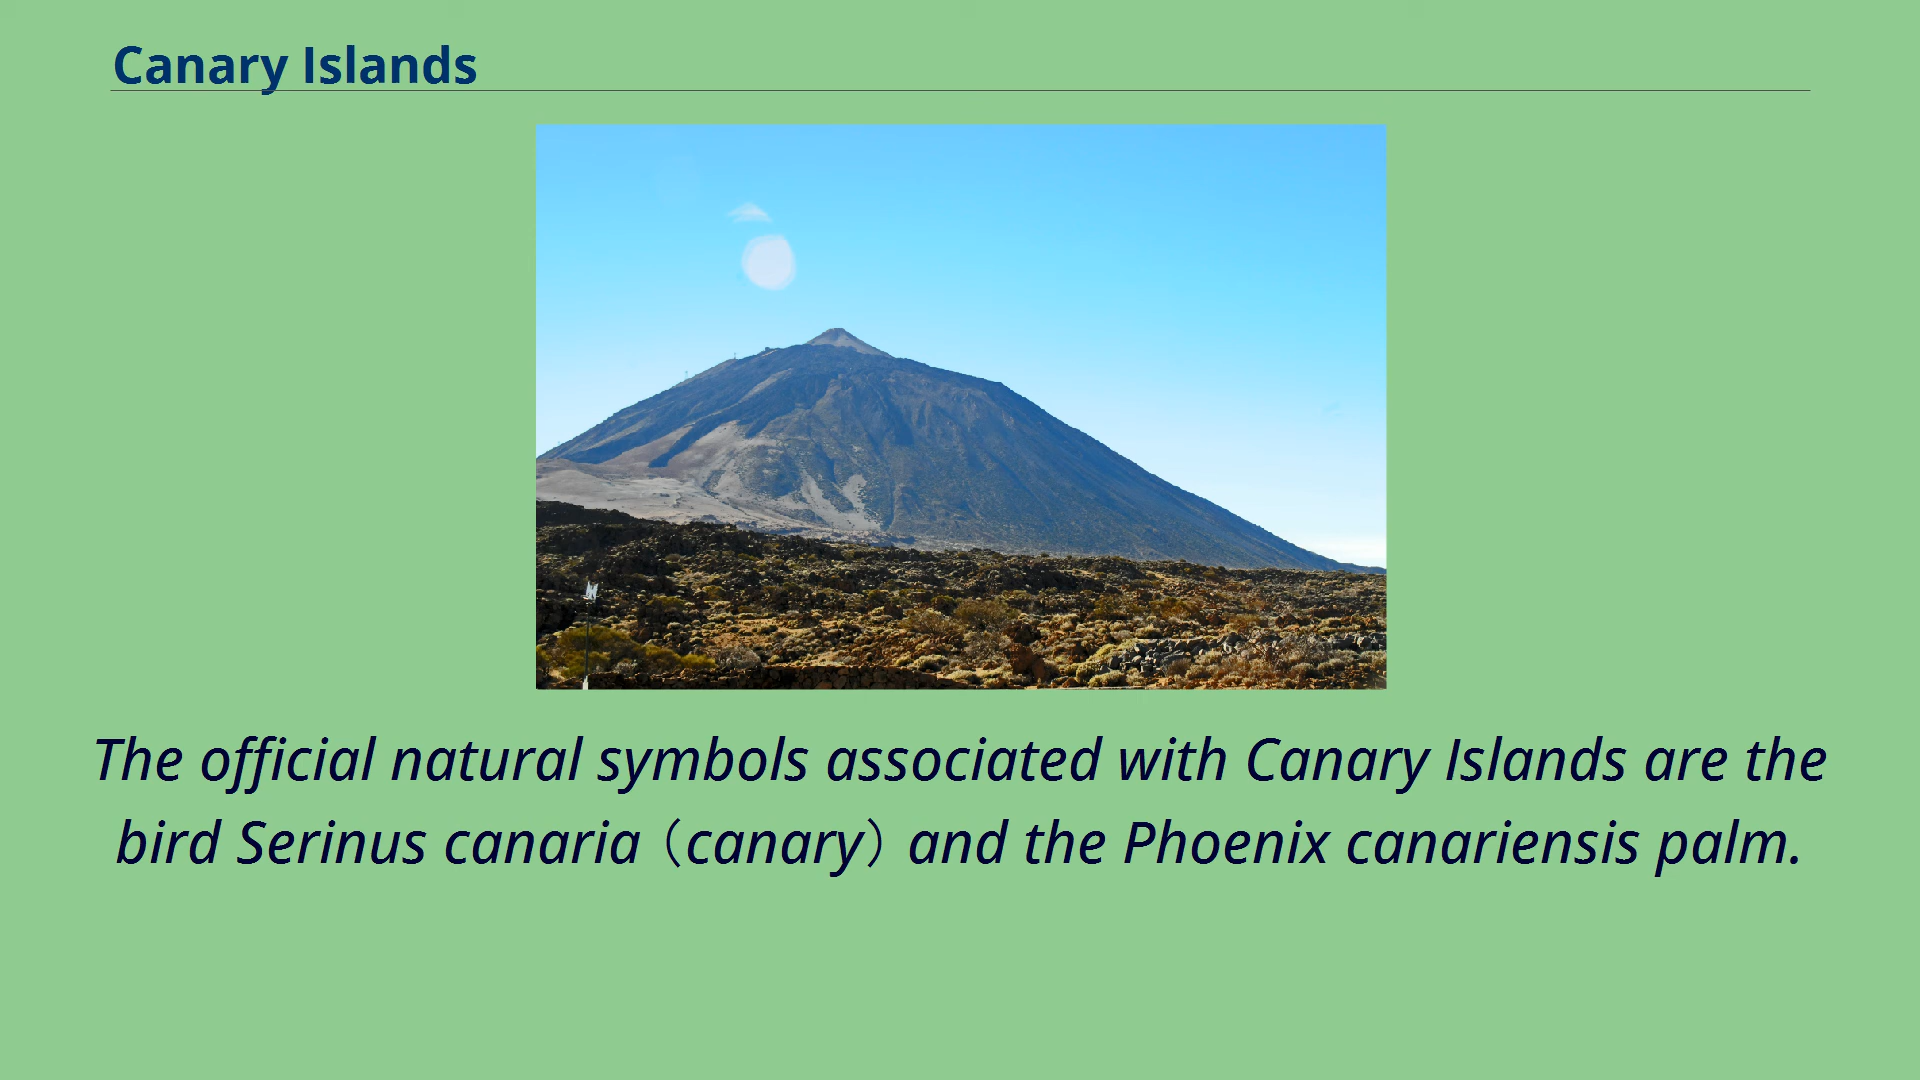 Canary Islands
The official natural symbols associated with Canary Islands are the
bird Serinus canaria (canary) and the Phoenix canariensis palm.